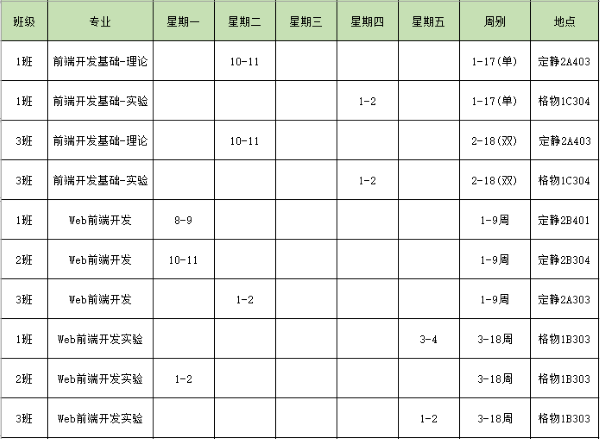 班级 专业 星期一 星期二 星期三 星期四 星期五 周别 地点
1班 前端开发基础-理论 10-11 1-17(单) 定静2A403
1班 前端开发基础-实验 1-2 1-17(单) 格物1C304
3班 前端开发基础-理论 10-11 2-18(双) 定静2A403
3班 前端开发基础-实验 1-2 2-18(双) 格物1C304
1班 Web前端开发 8-9 1-9周 定静2B401
2班 Web前端开发 10-11 1-9周 定静2B304
3班 Web前端开发 1-2 1-9周 定静2A303
1班 Web前端开发实验 3-4 3-18周 格物1B303
2班 Web前端开发实验 1-2 3-18周 格物1B303
3班 Web前端开发实验 1-2 3-18周 格物1B303